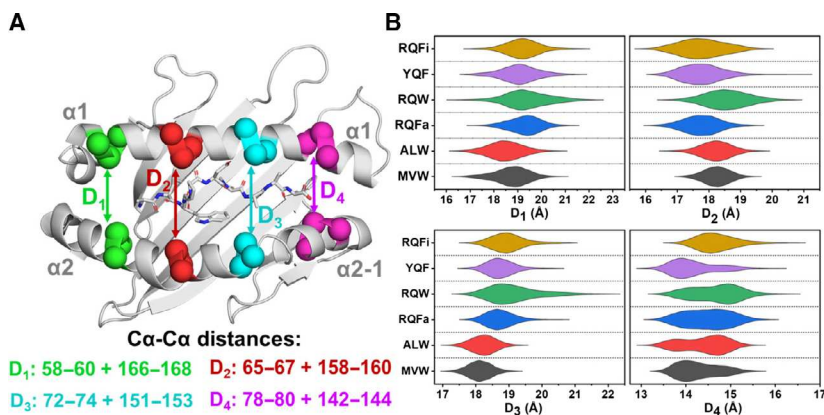 A
α1
α1
D1
D2
D3
D4
α2
α2-1
Cα-Cα distances:
D1: 58–60 + 166–168
D2: 65–67 + 158–160
D3: 72–74 + 151–153
D4: 78–80 + 142–144
B
RQFi
YQF
RQW
RQFa
ALW
MVW
16 17 18 19 20 21 22 23
D1 (Å)
16 17 18 19 20 21
D2 (Å)
RQFi
YQF
RQW
RQFa
ALW
MVW
17 18 19 20 21 22
D3 (Å)
13 14 15 16 17
D4 (Å)